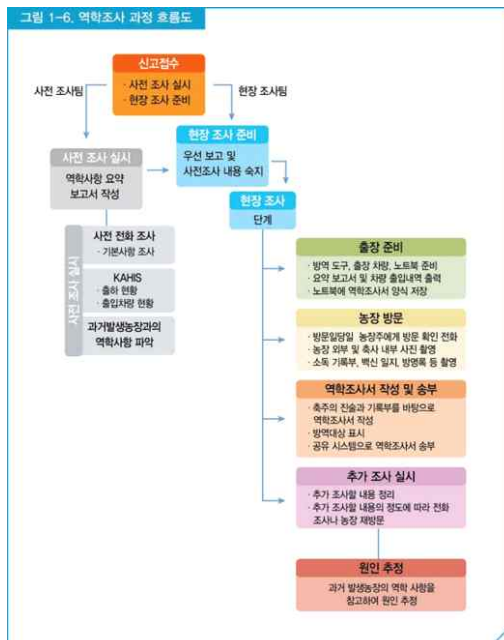 그림 1-6. 역학조사 과정 흐름도
신고접수
· 사전 조사 실시
· 현장 조사 준비
사전 조사팀
현장 조사팀
현장 조사 준비
우선 보고 및
사전조사 내용 숙지
사전 조사 실시
역학사항 요약
보고서 작성
현장 조사
단계
사전 조사 실시
사전 전화 조사
· 기본사항 조사
KAHIS
· 출하 현황
· 출입차량 현황
과거발생농장과의
역학사항 파악
출장 준비
· 방역 도구, 출장 차량, 노트북 준비
· 요약 보고서 및 차량 출입내역 출력
· 노트북에 역학조사서 양식 저장
농장 방문
· 방문일당일 농장주에게 방문 확인 전화
· 농장 외부 및 축사 내부 사진 촬영
· 소독 기록부, 백신 일지, 방명록 등 촬영
역학조사서 작성 및 송부
· 축주의 진술과 기록부를 바탕으로
역학조사서 작성
· 방역대상 표시
· 공유 시스템으로 역학조사서 송부
추가 조사 실시
· 추가 조사할 내용 정리
· 추가 조사할 내용의 정도에 따라 전화
조사나 농장 재방문
원인 추정
과거 발생농장의 역학 사항을
참고하여 원인 추정